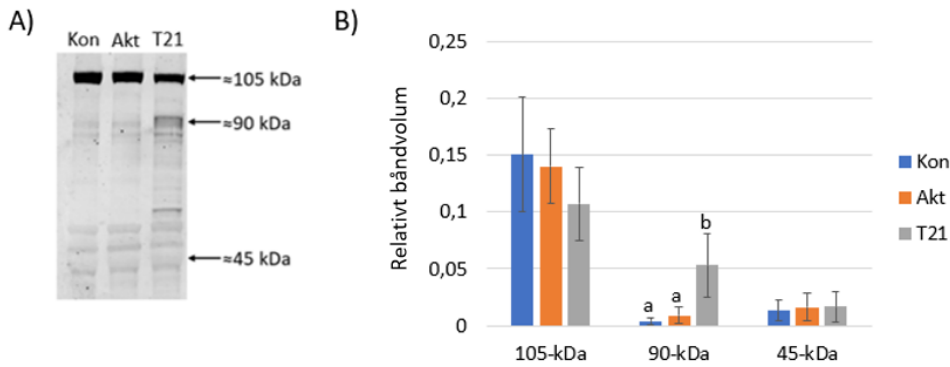 A)
Kon Akt T21
≈105 kDa
≈90 kDa
≈45 kDa
B)
Relativt båndvolum
0,25
0,2
0,15
0,1
0,05
0
a
a
b
105-kDa 90-kDa 45-kDa
Kon
Akt
T21